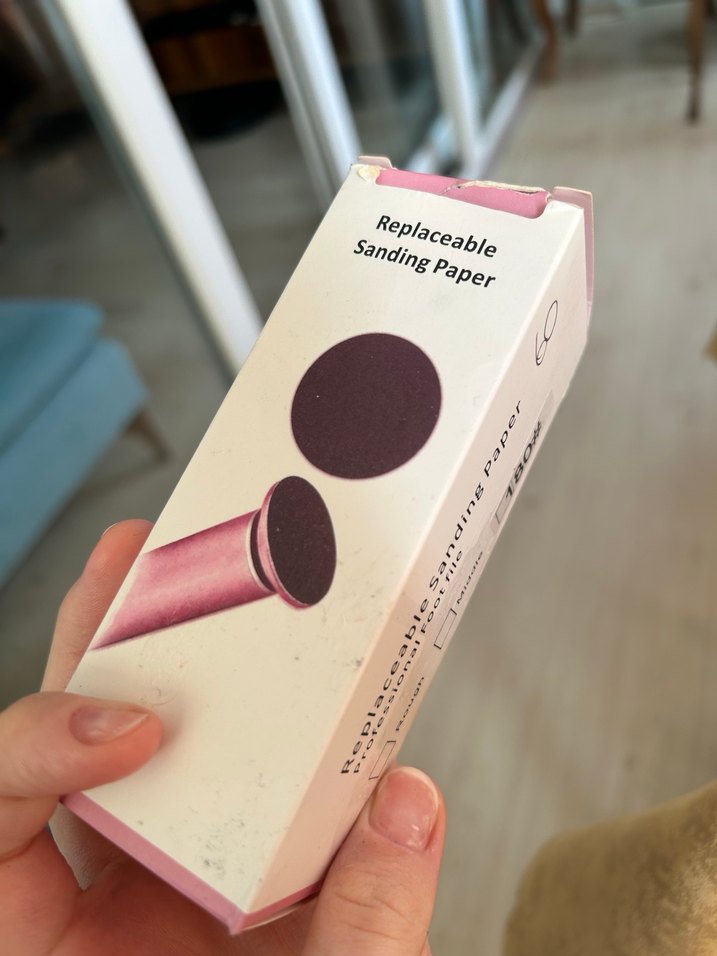 Replaceable
Sanding Paper
60
Replaceable Sanding Paper
Professional Foot file
Rough
Middle
180#